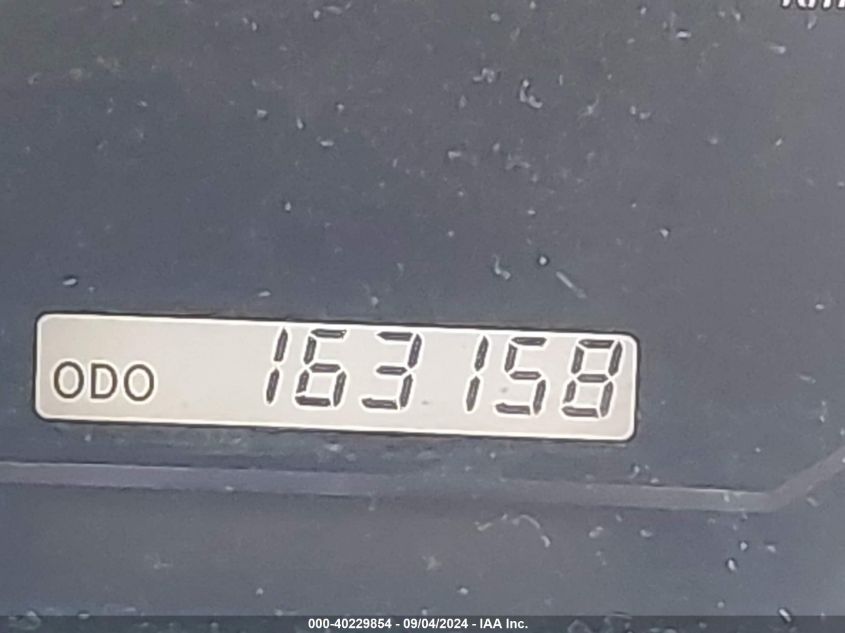 ODO 163158
000-40229854 - 09/04/2024 - IAA Inc.